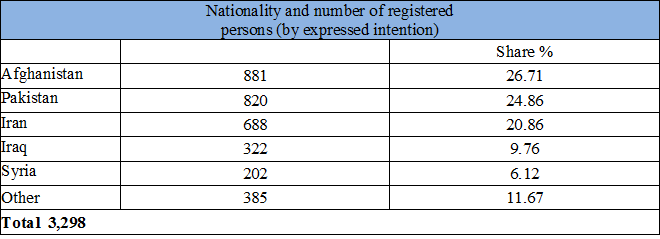 Nationality and number of registered
persons (by expressed intention)
Share %
Afghanistan 881 26.71
Pakistan 820 24.86
Iran 688 20.86
Iraq 322 9.76
Syria 202 6.12
Other 385 11.67
Total 3,298